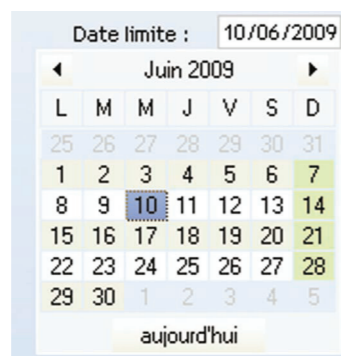 Date limite : 10/06/2009
Juin 2009
L M M J V S D
25 26 27 28 29 30 31
1 2 3 4 5 6 7
8 9 10 11 12 13 14
15 16 17 18 19 20 21
22 23 24 25 26 27 28
29 30 1 2 3 4 5
aujourd'hui